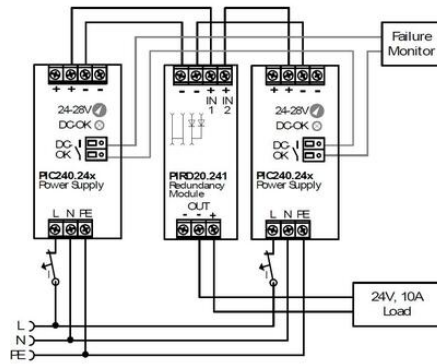 Failure
Monitor
+ + - -
24-28V
DC-OK
DC-
OK
PIC240.24x
Power Supply
L N PE
- - + +
IN IN
1 2
PIRD20.241
Redundancy
Module
OUT
- - +
+ + - -
24-28V
DC-OK
DC-
OK
PIC240.24x
Power Supply
L N PE
24V, 10A
Load
L
N
PE